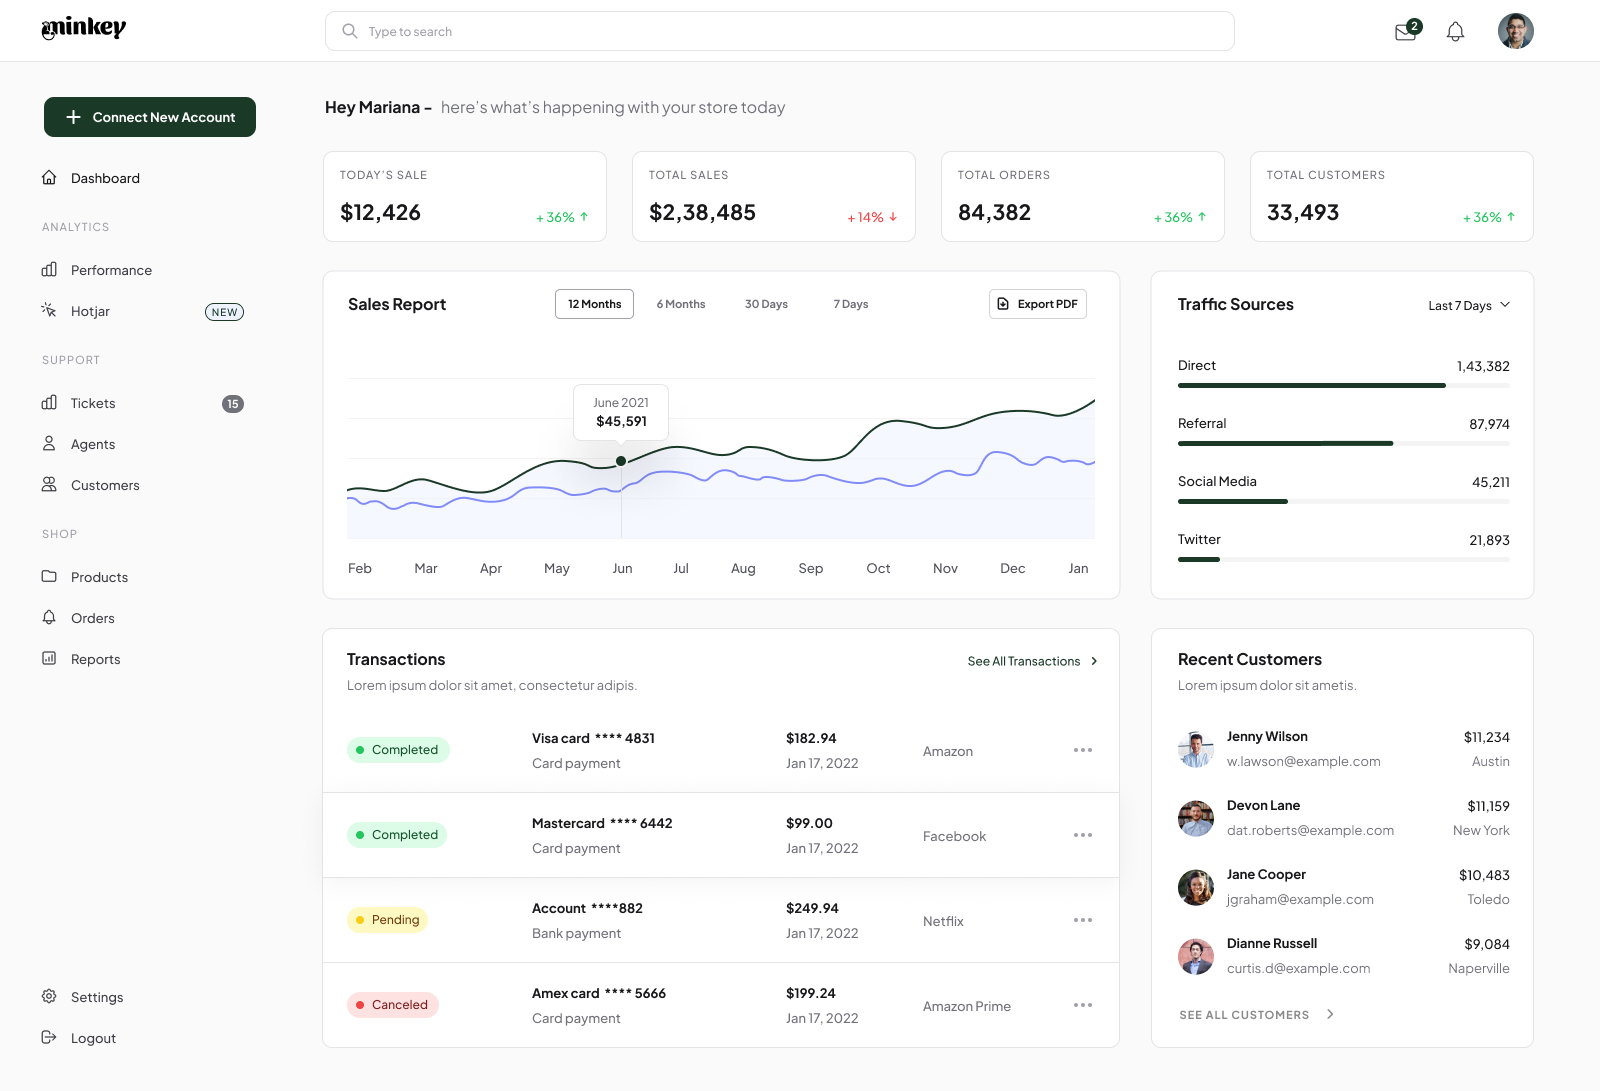 minkey
Type to search
2
Connect New Account
Dashboard
ANALYTICS
Performance
Hotjar NEW
SUPPORT
Tickets 15
Agents
Customers
SHOP
Products
Orders
Reports
Settings
Logout
Hey Mariana – here's what's happening with your store today
TODAY'S SALE
$12,426 + 36% ↑
TOTAL SALES
$2,38,485 + 14% ↓
TOTAL ORDERS
84,382 + 36% ↑
TOTAL CUSTOMERS
33,493 + 36% ↑
Sales Report 12 Months 6 Months 30 Days 7 Days Export PDF
June 2021
$45,591
Feb Mar Apr May Jun Jul Aug Sep Oct Nov Dec Jan
Traffic Sources Last 7 Days
Direct 1,43,382
Referral 87,974
Social Media 45,211
Twitter 21,893
Transactions See All Transactions
Lorem ipsum dolor sit amet, consectetur adipis.
Completed Visa card **** 4831 $182.94 Amazon
Card payment Jan 17, 2022
Completed Mastercard **** 6442 $99.00 Facebook
Card payment Jan 17, 2022
Pending Account ****882 $249.94 Netflix
Bank payment Jan 17, 2022
Canceled Amex card **** 5666 $199.24 Amazon Prime
Card payment Jan 17, 2022
Recent Customers
Lorem ipsum dolor sit ametis.
Jenny Wilson $11,234
w.lawson@example.com Austin
Devon Lane $11,159
dat.roberts@example.com New York
Jane Cooper $10,483
jgraham@example.com Toledo
Dianne Russell $9,084
curtis.d@example.com Naperville
SEE ALL CUSTOMERS